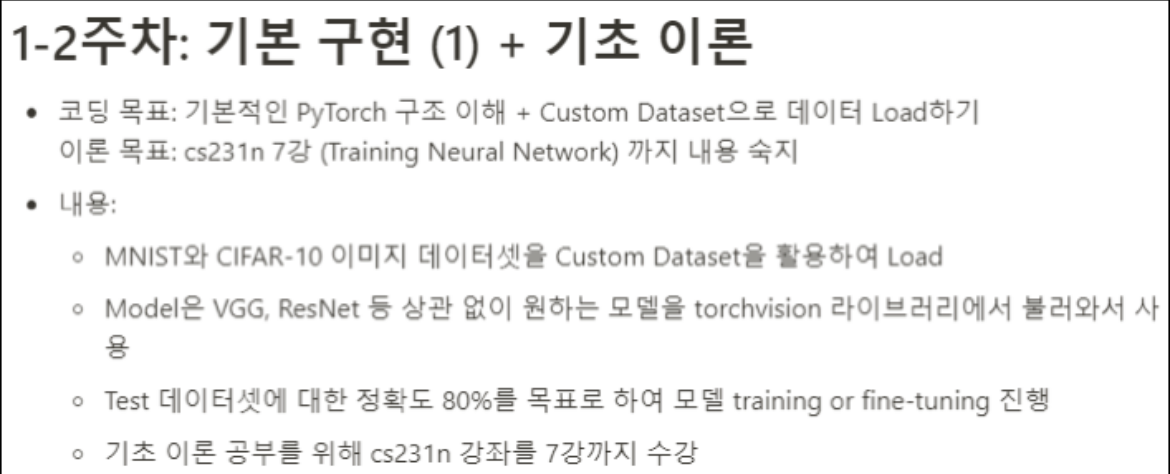 1-2주차: 기본 구현 (1) + 기초 이론
• 코딩 목표: 기본적인 PyTorch 구조 이해 + Custom Dataset으로 데이터 Load하기
이론 목표: cs231n 7강 (Training Neural Network) 까지 내용 숙지
• 내용:
◦ MNIST와 CIFAR-10 이미지 데이터셋을 Custom Dataset을 활용하여 Load
◦ Model은 VGG, ResNet 등 상관 없이 원하는 모델을 torchvision 라이브러리에서 불러와서 사
용
◦ Test 데이터셋에 대한 정확도 80%를 목표로 하여 모델 training or fine-tuning 진행
◦ 기초 이론 공부를 위해 cs231n 강좌를 7강까지 수강